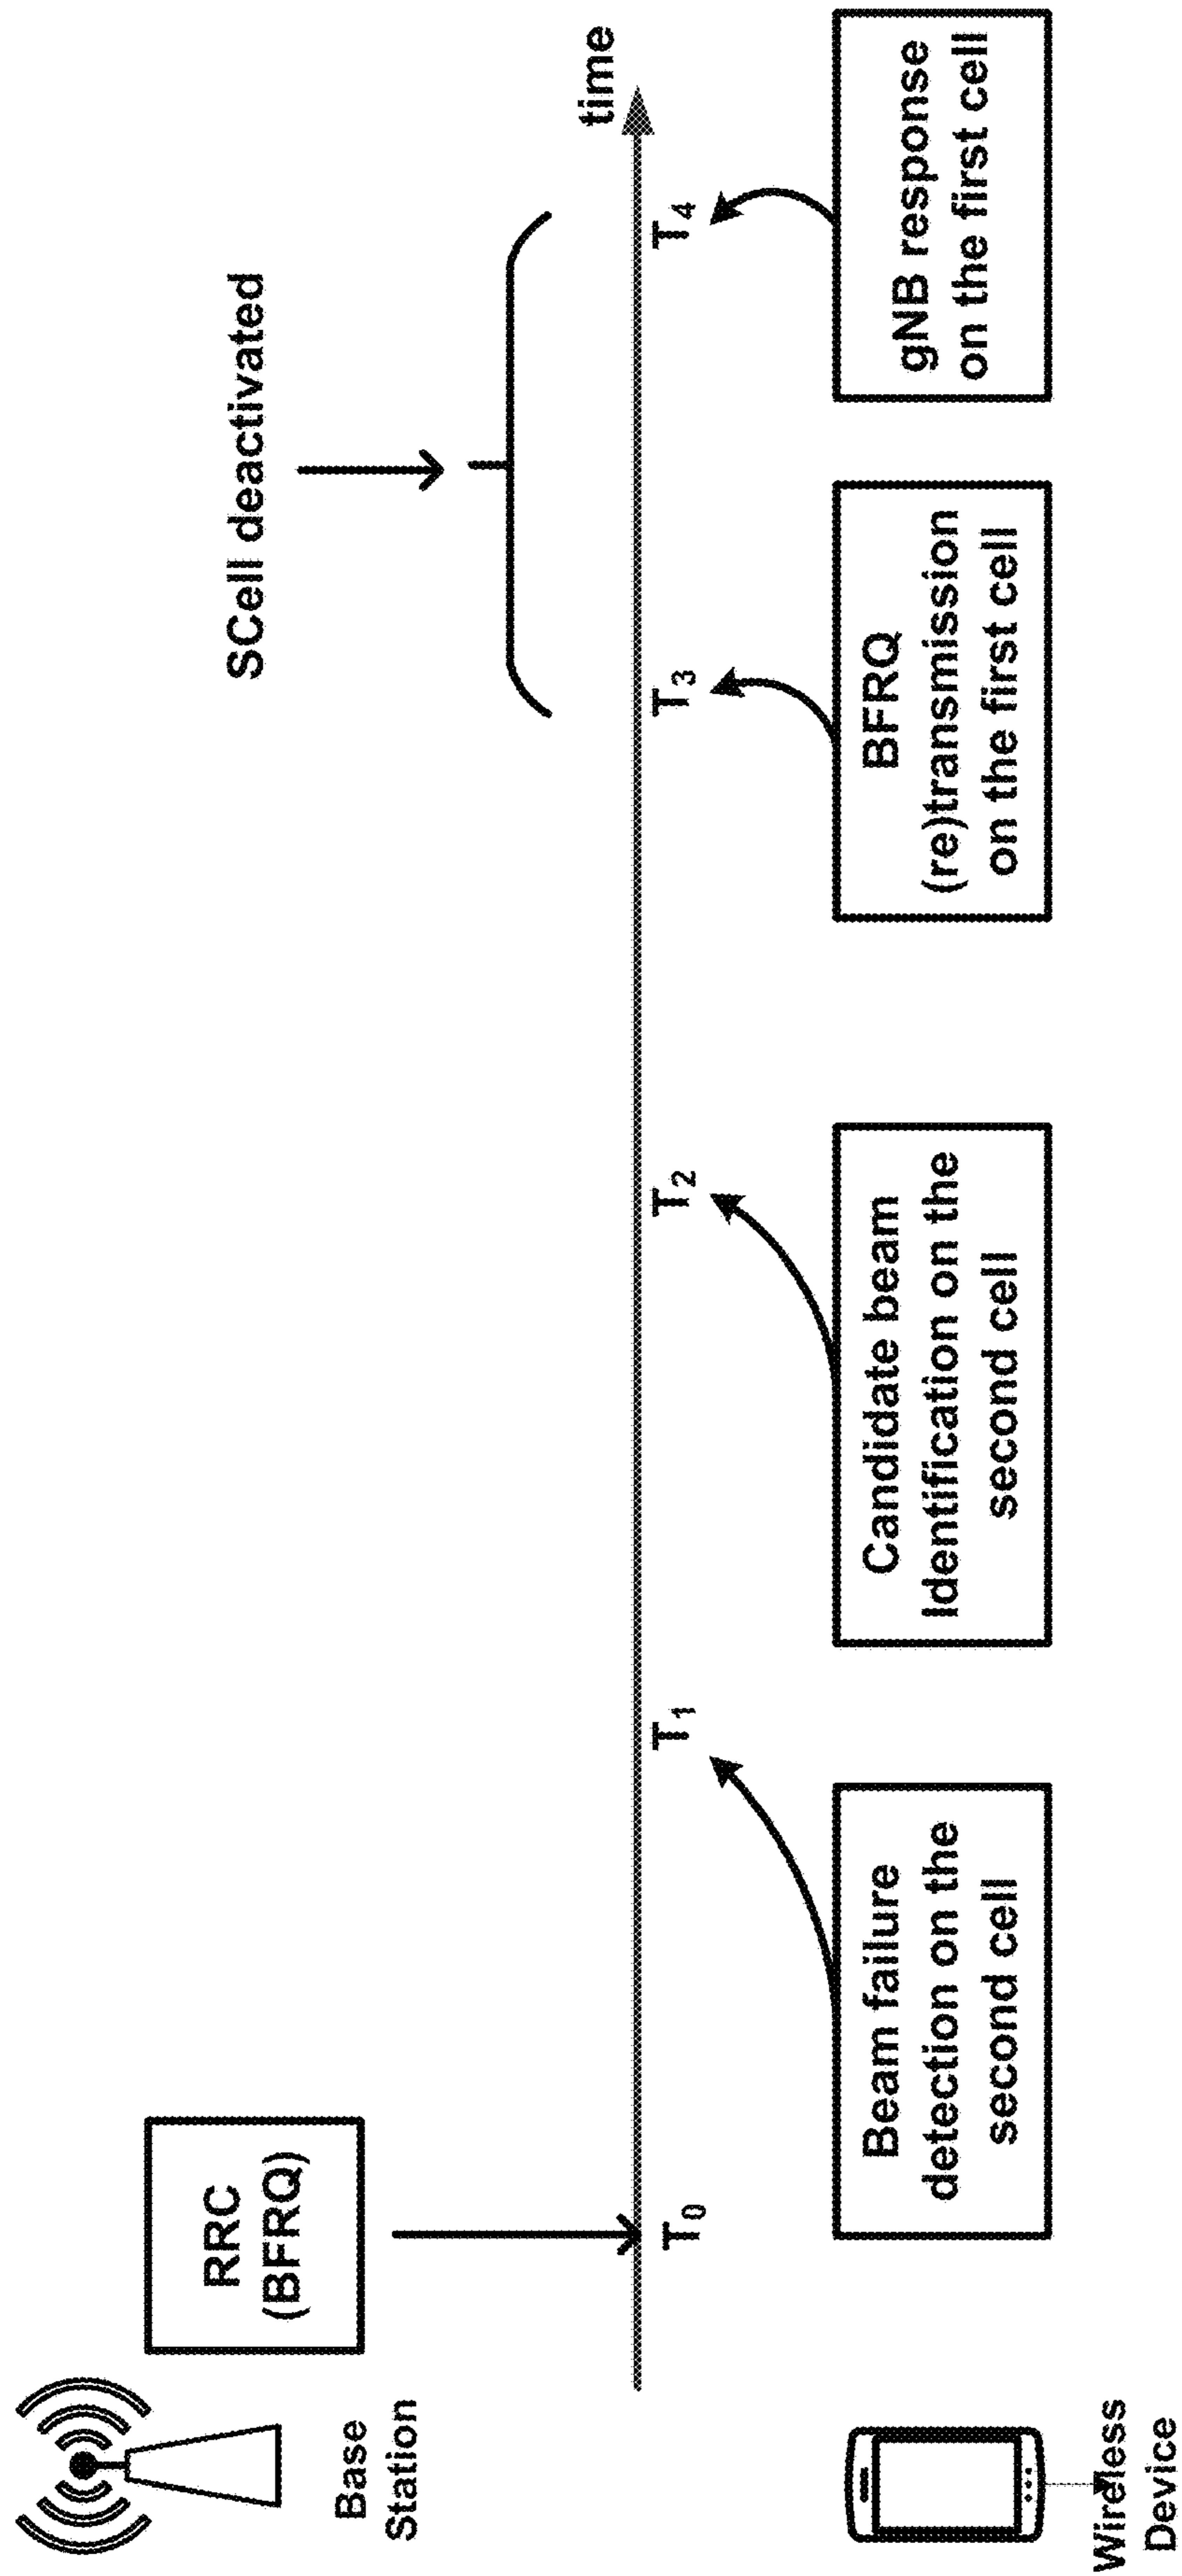 Base
Station
RRC
(BFRQ)
SCell deactivated
time
T0
T1
T2
T3
T4
Wireless
Device
Beam failure
detection on the
second cell
Candidate beam
Identification on the
second cell
BFRQ
(re)transmission
on the first cell
gNB response
on the first cell